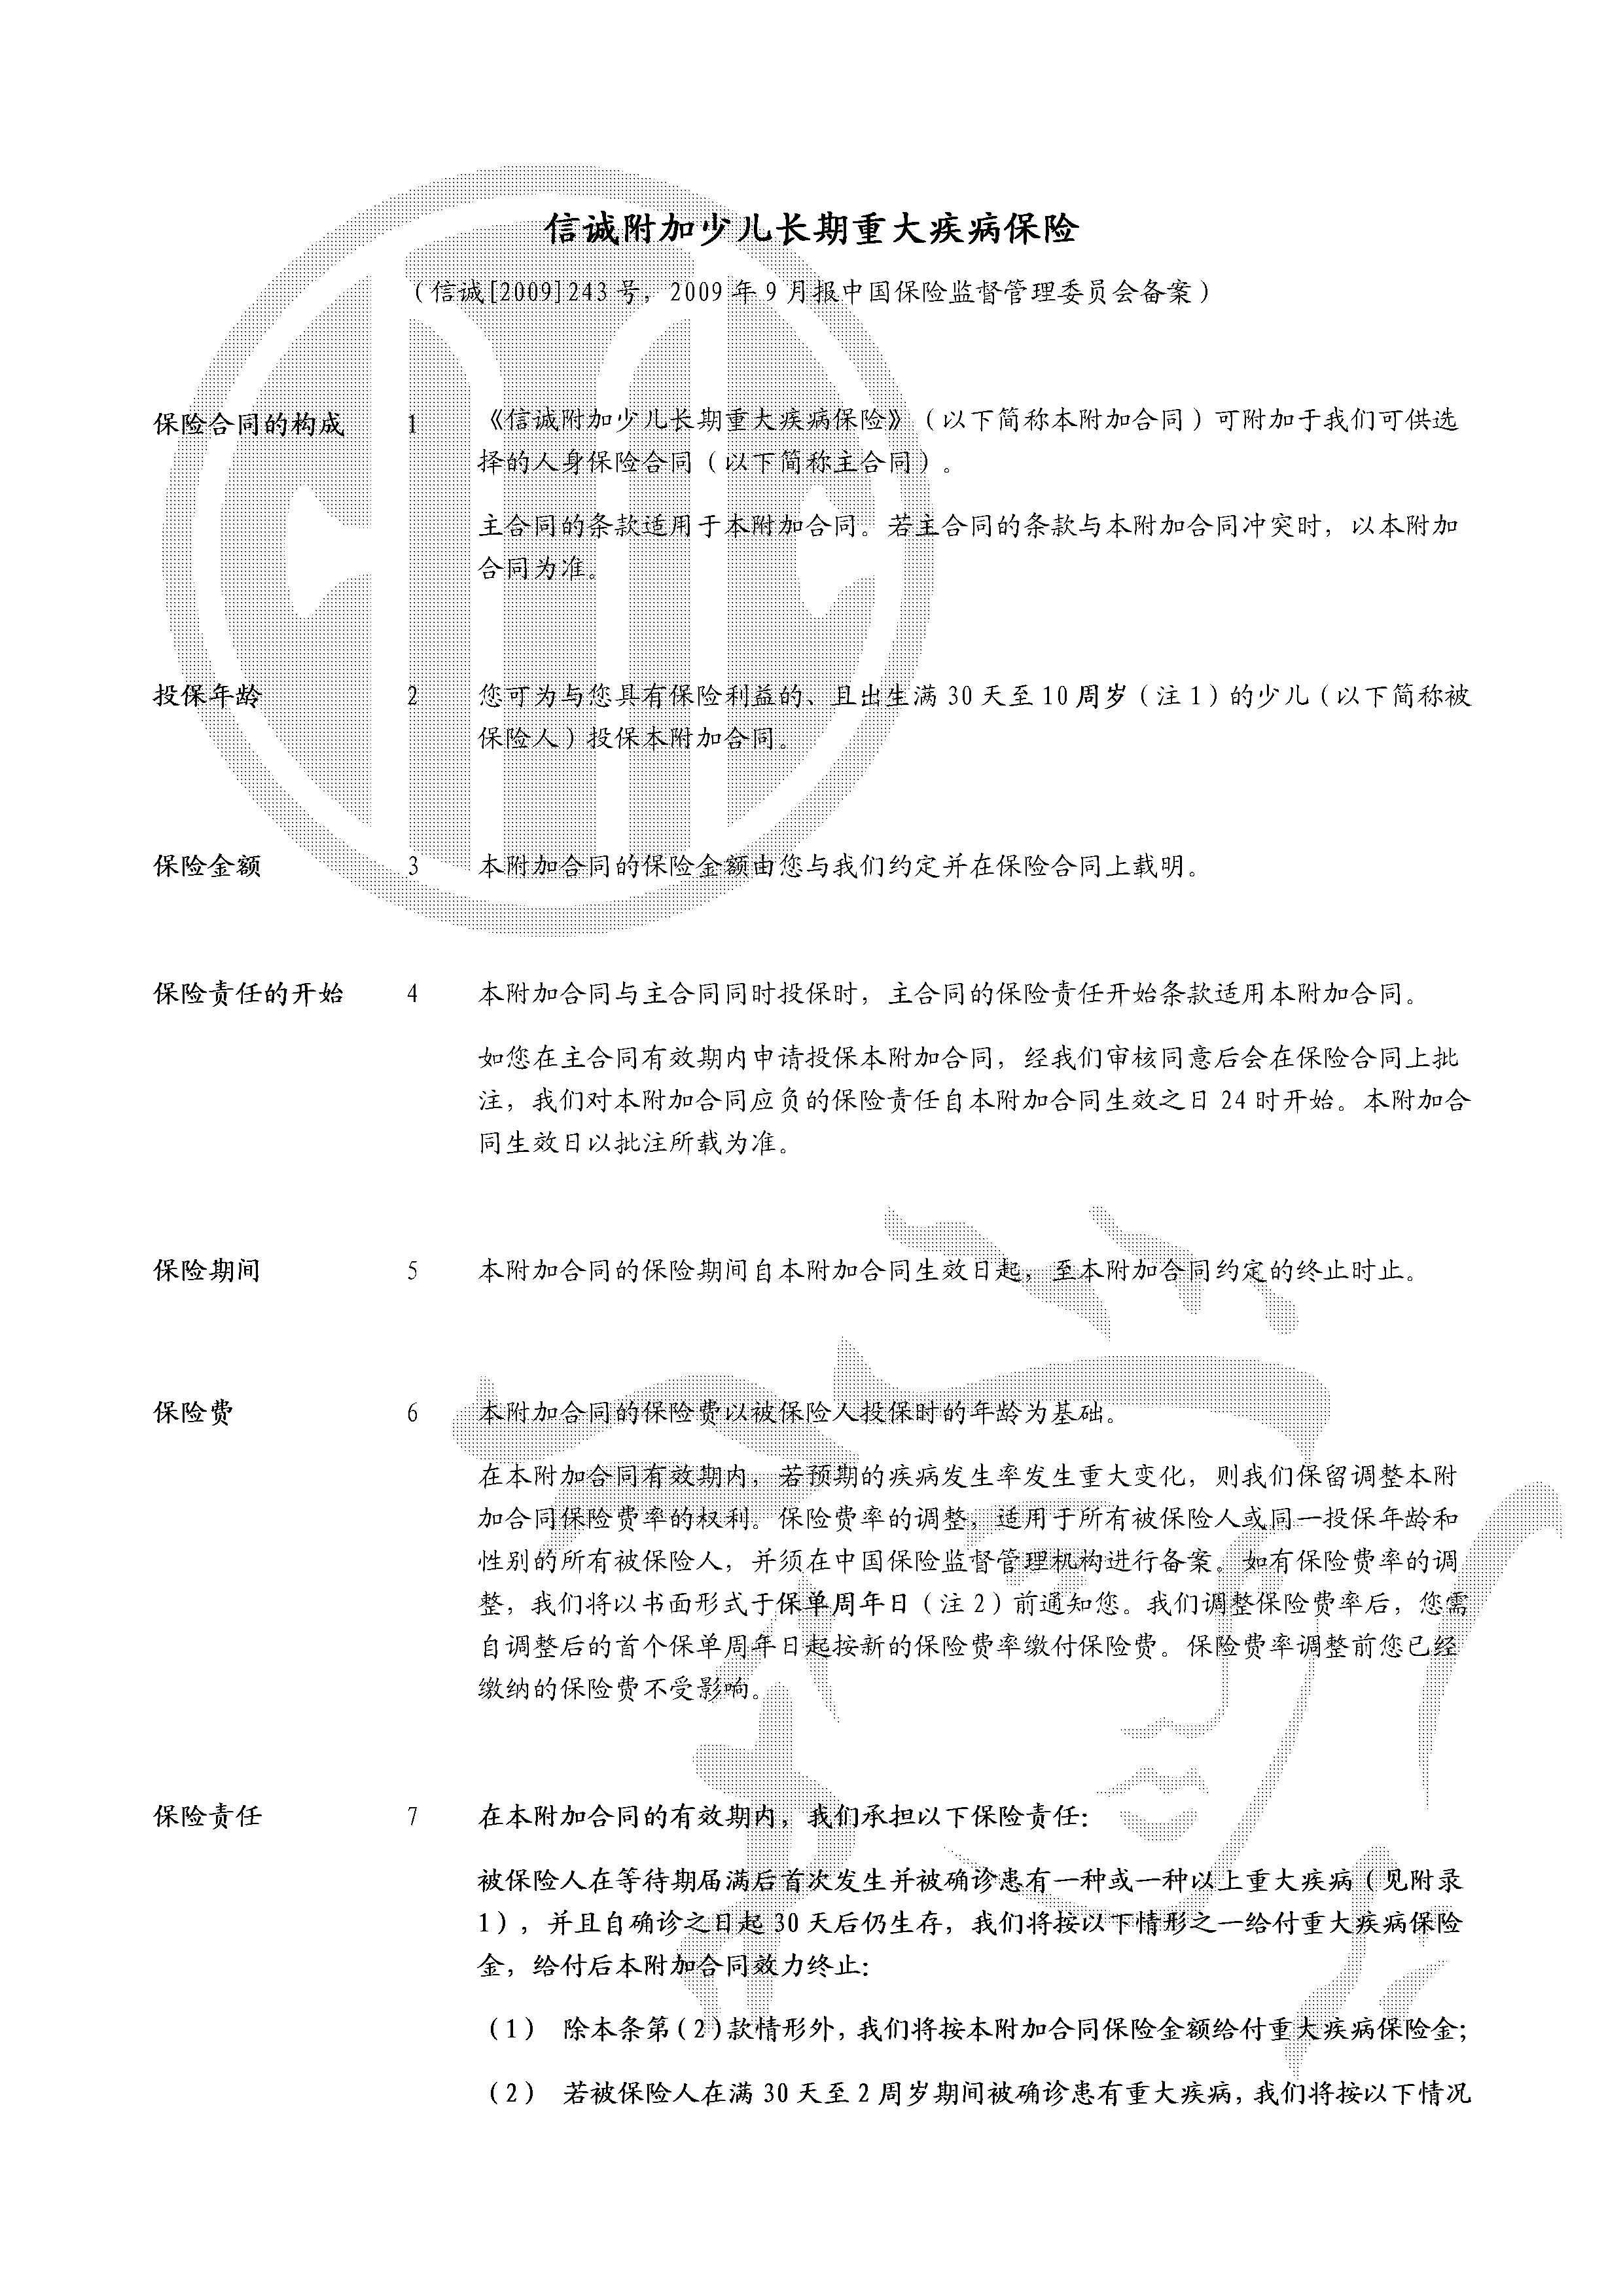 信诚附加少儿长期重大疾病保险
（信诚[2009]243号，2009年9月报中国保险监督管理委员会备案）
保险合同的构成 1 《信诚附加少儿长期重大疾病保险》（以下简称本附加合同）可附加于我们可供选
择的人身保险合同（以下简称主合同）。
主合同的条款适用于本附加合同。若主合同的条款与本附加合同冲突时，以本附加
合同为准。
投保年龄 2 您可为与您具有保险利益的、且出生满30天至10周岁（注1）的少儿（以下简称被
保险人）投保本附加合同。
保险金额 3 本附加合同的保险金额由您与我们约定并在保险合同上载明。
保险责任的开始 4 本附加合同与主合同同时投保时，主合同的保险责任开始条款适用本附加合同。
如您在主合同有效期内申请投保本附加合同，经我们审核同意后会在保险合同上批
注，我们对本附加合同应负的保险责任自本附加合同生效之日24时开始。本附加合
同生效日以批注所载为准。
保险期间 5 本附加合同的保险期间自本附加合同生效日起，至本附加合同约定的终止时止。
保险费 6 本附加合同的保险费以被保险人投保时的年龄为基础。
在本附加合同有效期内，若预期的疾病发生率发生重大变化，则我们保留调整本附
加合同保险费率的权利。保险费率的调整，适用于所有被保险人或同一投保年龄和
性别的所有被保险人，并须在中国保险监督管理机构进行备案。如有保险费率的调
整，我们将以书面形式于保单周年日（注2）前通知您。我们调整保险费率后，您需
自调整后的首个保单周年日起按新的保险费率缴付保险费。保险费率调整前您已经
缴纳的保险费不受影响。
保险责任 7 在本附加合同的有效期内，我们承担以下保险责任：
被保险人在等待期届满后首次发生并被确诊患有一种或一种以上重大疾病（见附录
1），并且自确诊之日起30天后仍生存，我们将按以下情形之一给付重大疾病保险
金，给付后本附加合同效力终止：
（1） 除本条第（2）款情形外，我们将按本附加合同保险金额给付重大疾病保险金；
（2） 若被保险人在满30天至2周岁期间被确诊患有重大疾病，我们将按以下情况